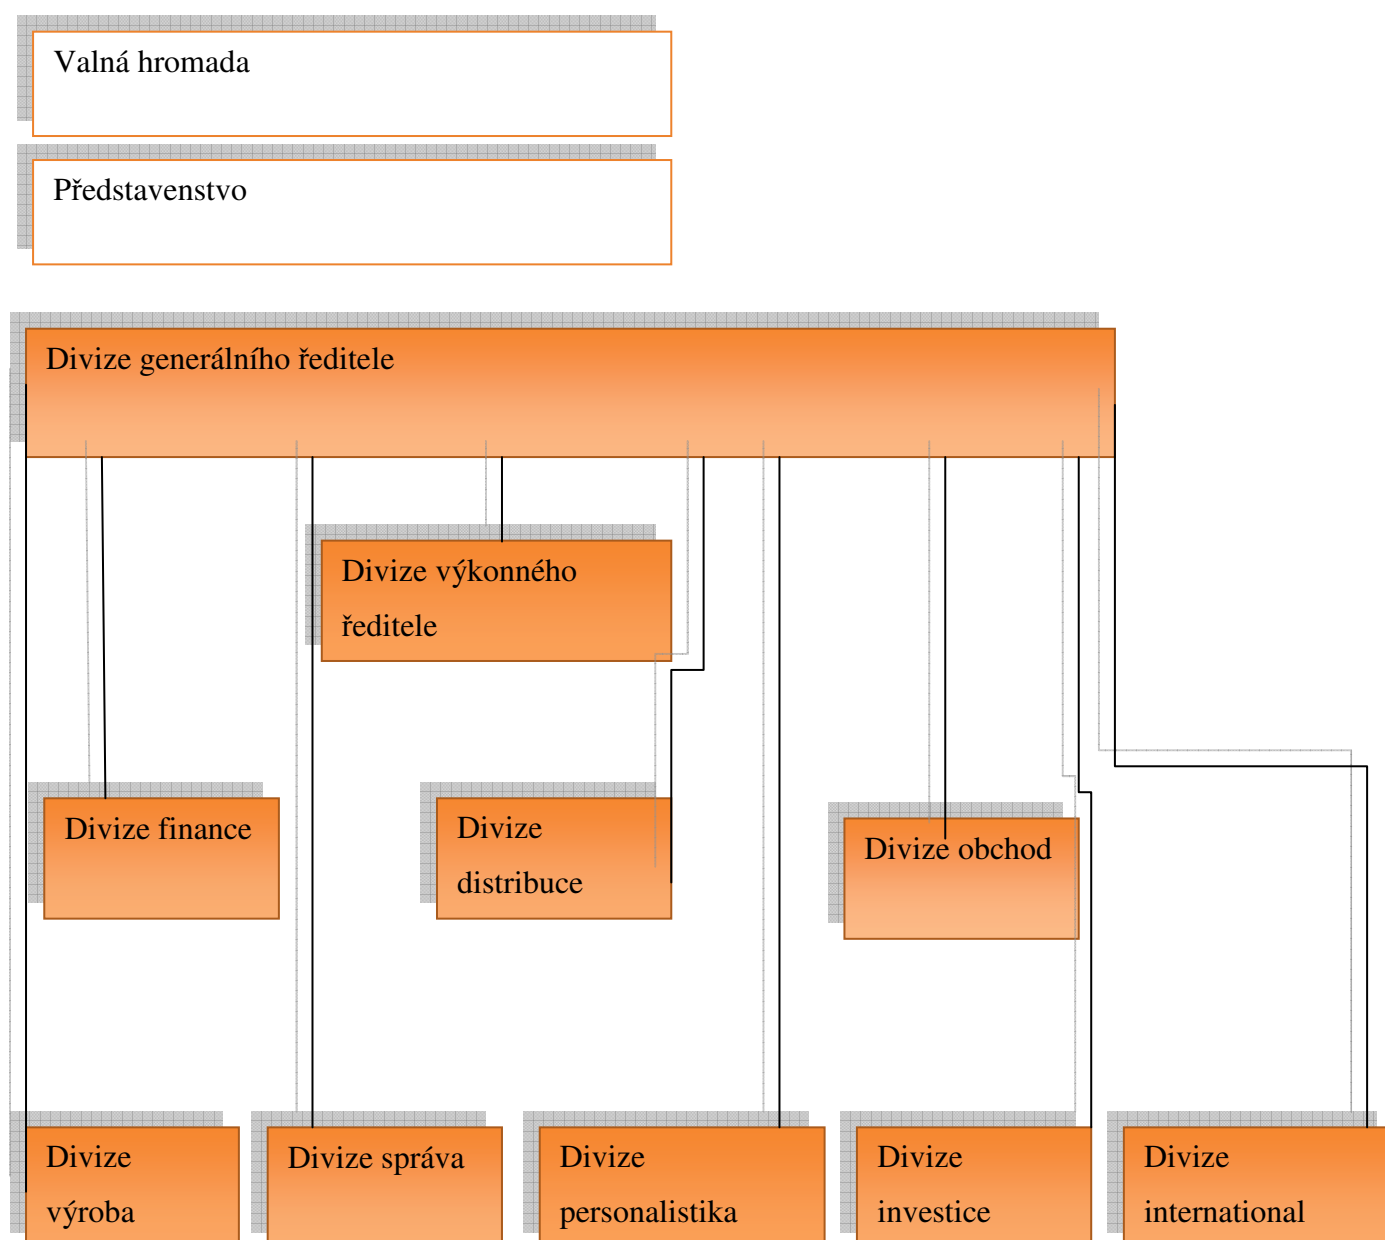 Valná hromada
Představenstvo
Divize generálního ředitele
Divize výkonného
ředitele
Divize finance
Divize
distribuce
Divize obchod
Divize
výroba
Divize správa
Divize
personalistika
Divize
investice
Divize
international